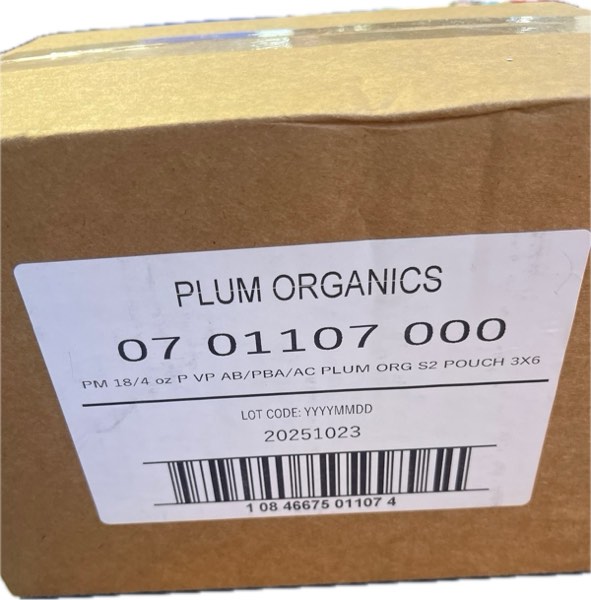 PLUM ORGANICS
07 01107 000
PM 18/4 oz P VP AB/PBA/AC PLUM ORG S2 POUCH 3X6
LOT CODE: YYYYMMDD
20251023
1 08 46675 01107 4